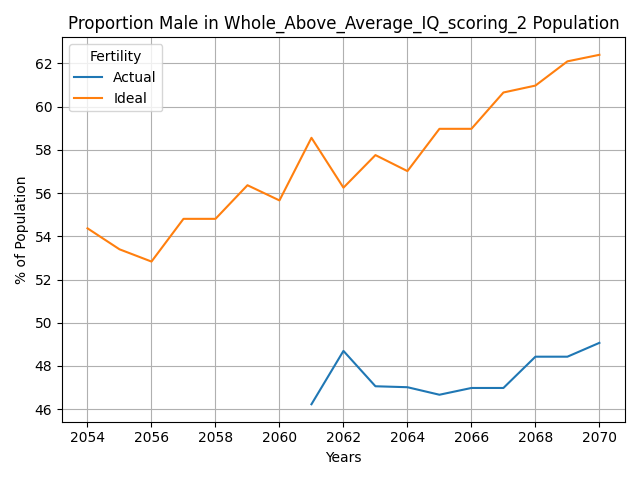 Proportion Male in Whole_Above_Average_IQ_scoring_2 Population
Fertility
Actual
Ideal
% of Population
62
60
58
56
54
52
50
48
46
2054 2056 2058 2060 2062 2064 2066 2068 2070
Years